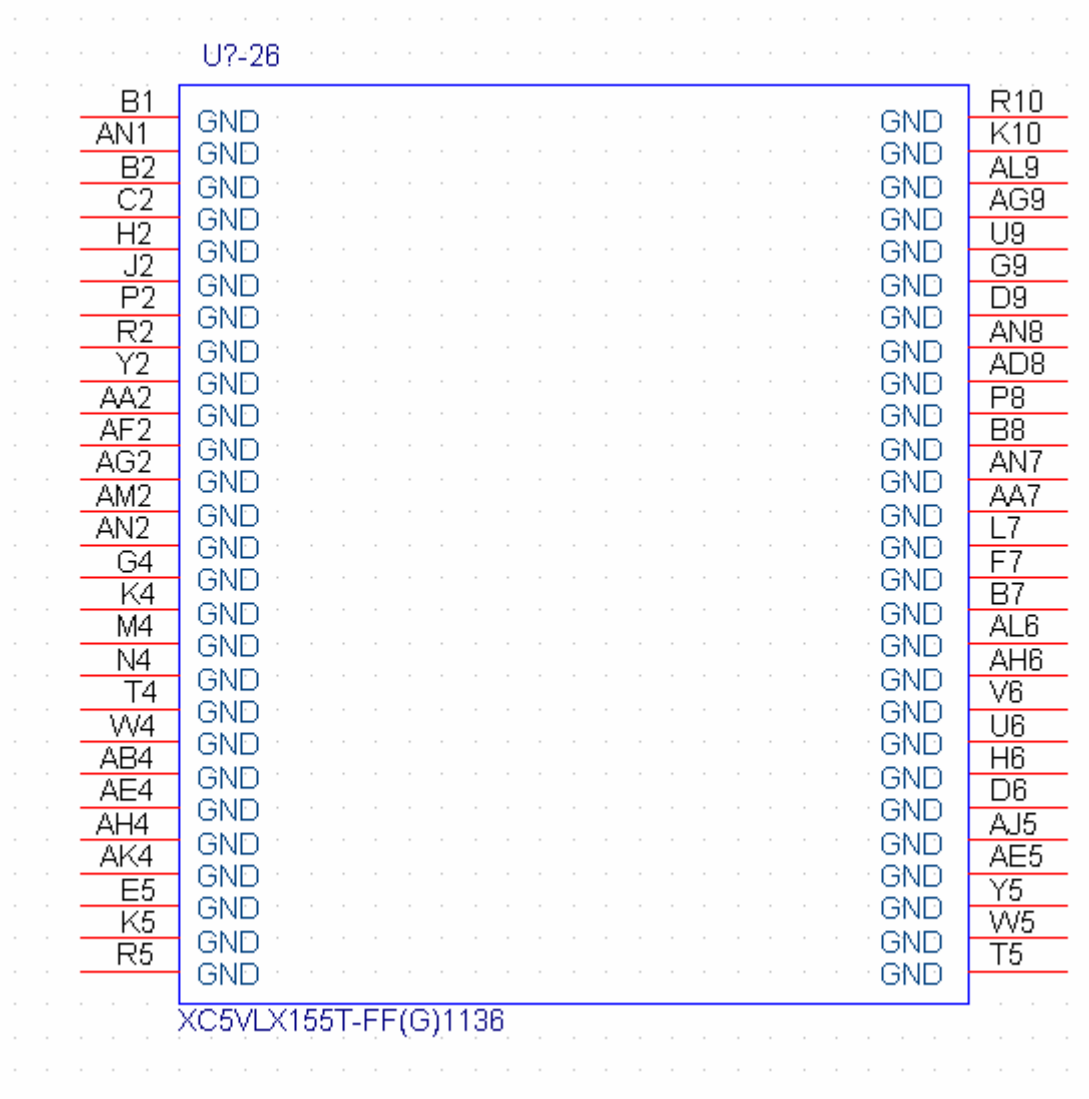 U?-26
B1 GND GND R10
AN1 GND GND K10
B2 GND GND AL9
C2 GND GND AG9
H2 GND GND U9
J2 GND GND G9
P2 GND GND D9
R2 GND GND AN8
Y2 GND GND AD8
AA2 GND GND P8
AF2 GND GND B8
AG2 GND GND AN7
AM2 GND GND AA7
AN2 GND GND L7
G4 GND GND F7
K4 GND GND B7
M4 GND GND AL6
N4 GND GND AH6
T4 GND GND V6
W4 GND GND U6
AB4 GND GND H6
AE4 GND GND D6
AH4 GND GND AJ5
AK4 GND GND AE5
E5 GND GND Y5
K5 GND GND W5
R5 GND GND T5
XC5VLX155T-FF(G)1136